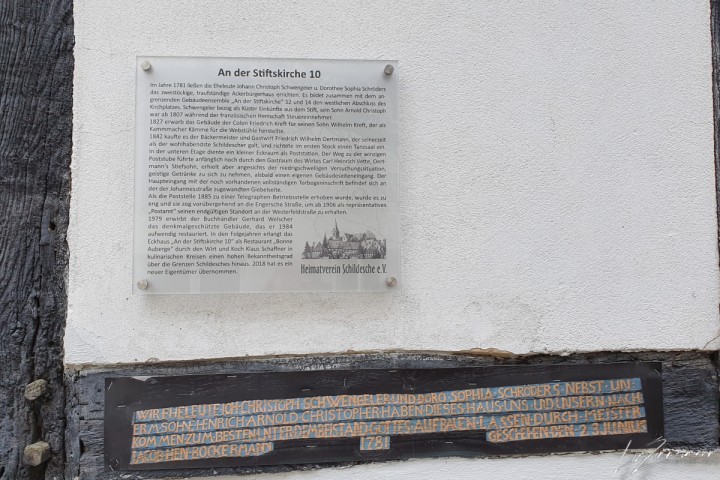 An der Stiftskirche 10
Im Jahre 1781 ließen die Eheleute Johann Christoph Schwengeler u. Dorothee Sophia Schröders
das zweistöckige, traufständige Ackerbürgerhaus errichten. Es bildet zusammen mit dem an-
grenzenden Gebäudeensemble „An der Stiftskirche" 12 und 14 den westlichen Abschluss des
Kirchplatzes. Schwengeler bezog als Küster Einkünfte aus dem Stift, sein Sohn Arnold Christoph
war ab 1807 während der französischen Herrschaft Steuereinnehmer.
1827 erwarb das Gebäude der Colon Friedrich Kreft für seinen Sohn Wilhelm Kreft, der als
Kammmacher Kämme für die Webstühle herstellte.
1842 kaufte es der Bäckermeister und Gastwirt Friedrich Wilhelm Oertmann, der seinerzeit
als der wohlhabendste Schildescher galt, und richtete im ersten Stock einen Tanzsaal ein.
In der unteren Etage diente ein kleiner Eckraum als Poststation. Der Weg zu der winzigen
Poststube führte anfänglich noch durch den Gastraum des Wirtes Carl Heinrich Vette, Oert-
mann's Stiefsohn, erhielt aber angesichts der niedrigschwelligen Versuchungssituation,
geistige Getränke zu sich zu nehmen, alsbald einen eigenen Gebäudeseiteneingang. Der
Haupteingang mit der noch vorhandenen vollständigen Torbogeninschrift befindet sich an
der der Johannesstraße zugewandten Giebelseite.
Als die Poststelle 1885 zu einer Telegraphen-Betriebsstelle erhoben wurde, wurde es zu
eng und sie zog vorübergehend an die Engersche Straße, um ab 1906 als repräsentatives
„Postamt" seinen endgültigen Standort an der Westerfeldstraße zu erhalten.
1979 erwirbt der Buchhändler Gerhard Welscher
das denkmalgeschützte Gebäude, das er 1984
aufwendig restauriert. In den Folgejahren erlangt das
Eckhaus „An der Stiftskirche 10" als Restaurant „Bonne
Auberge" durch den Wirt und Koch Klaus Schaffner in
kulinarischen Kreisen einen hohen Bekanntheitsgrad
über die Grenzen Schildesches hinaus. 2018 hat es ein
neuer Eigentümer übernommen.
Heimatverein Schildesche e.V.
WIR EHELEUTE IOH CHRISTOPH SCHWENGELER UND DORO SOPHIA SCHRÖDERS NEBST UN
ERM SOHN HENRICH ARNOLD CHRISTOPH ER HABEN DIESES HAUS UNS UND UNSERN NACH
KOMMEN ZUM BESTEN UNTER DEM BEISTAND GOTTES AUFBAUEN LASSEN DURCH MEISTER
JACOB HEN BÖCKERMANN 1781 GESCHEHEN DEN 23 JUNIUS